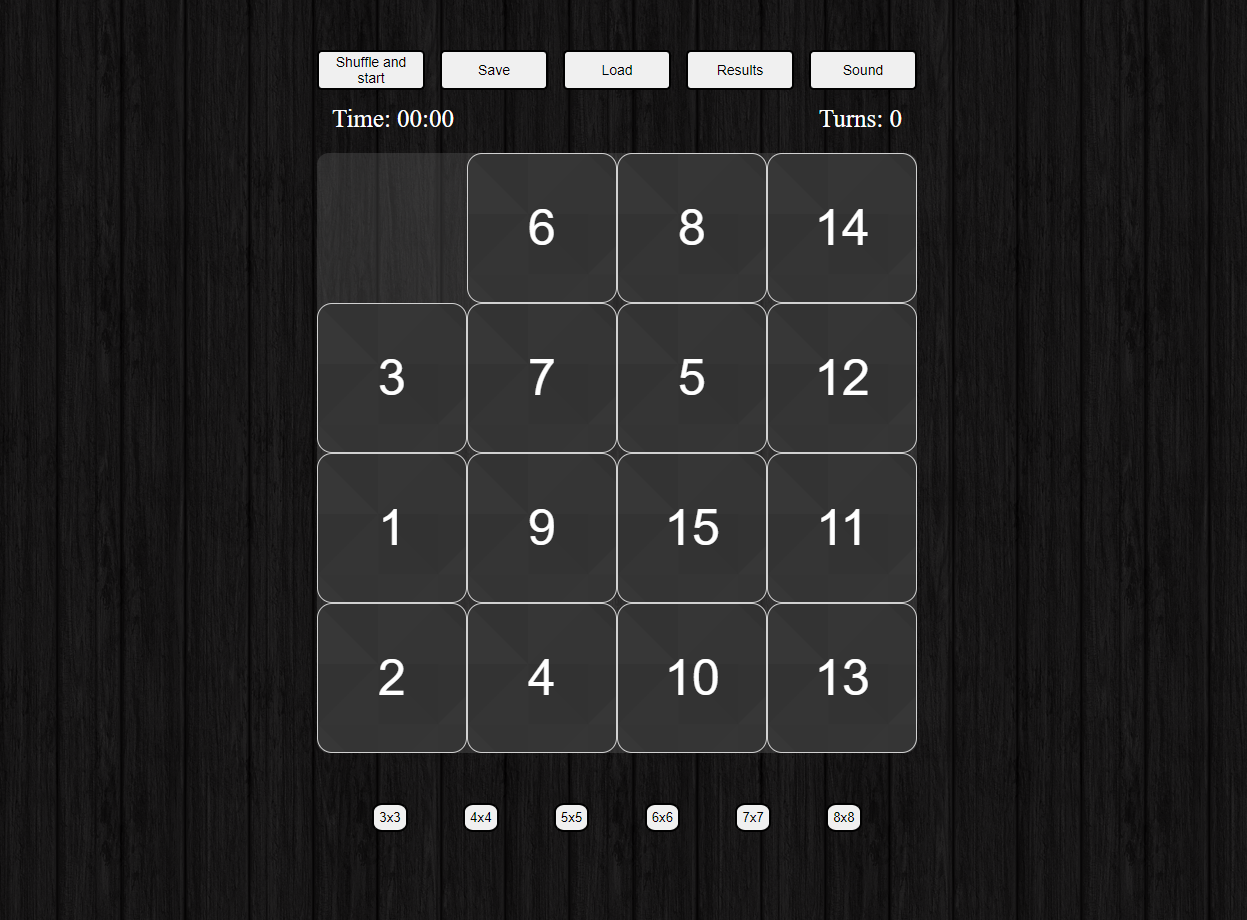 Shuffle and
start
Save
Load
Results
Sound
Time: 00:00
Turns: 0
6 8 14
3 7 5 12
1 9 15 11
2 4 10 13
3x3 4x4 5x5 6x6 7x7 8x8